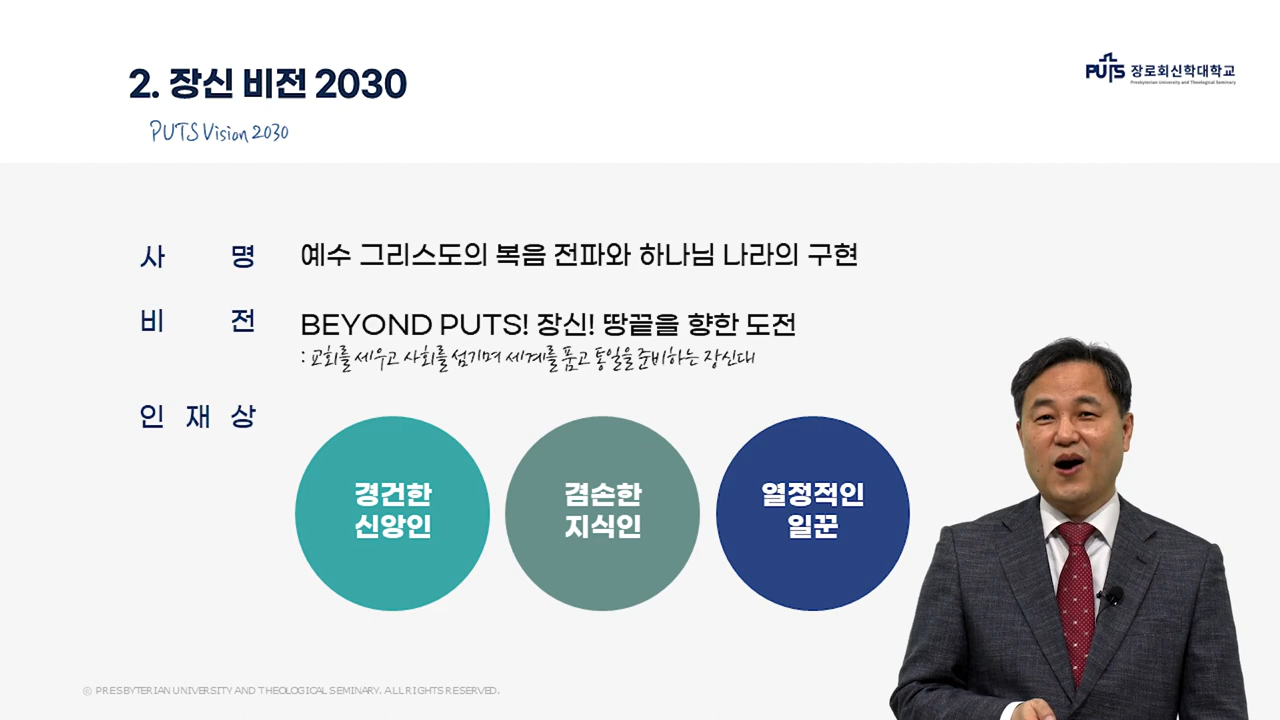 2. 장신 비전 2030
PUTS Vision 2030
PUTS 장로회신학대학교
Presbyterian University and Theological Seminary
사 명 예수 그리스도의 복음 전파와 하나님 나라의 구현
비 전 BEYOND PUTS! 장신! 땅끝을 향한 도전
: 교회를 세우고 사회를 섬기며 세계를 품고 통일을 준비하는 장신대
인 재 상
경건한
신앙인
겸손한
지식인
열정적인
일꾼
© PRESBYTERIAN UNIVERSITY AND THEOLOGICAL SEMINARY. ALL RIGHTS RESERVED.